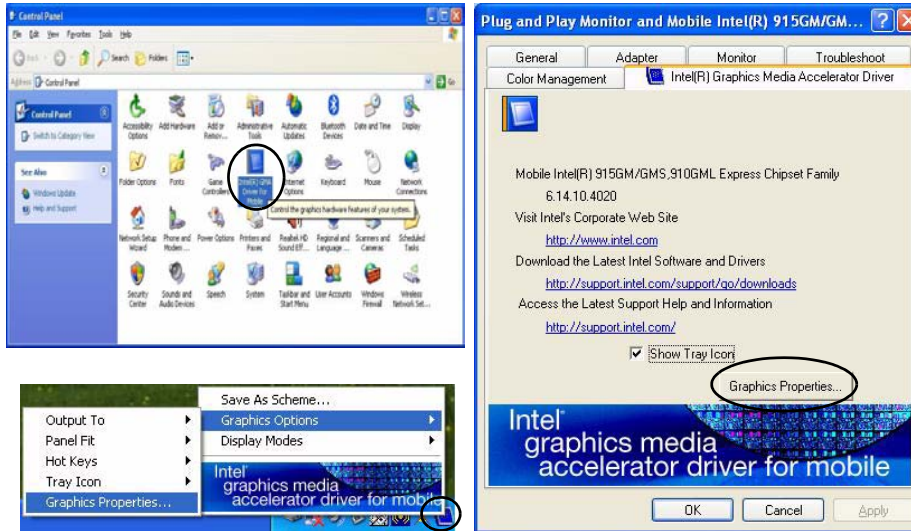 Control Panel
File Edit View Favorites Tools Help
Back Search Folders
Address Control Panel Go
Control Panel
Switch to Category View
See Also
Windows Update
Help and Support
Accessibility Options
Add Hardware
Add or Remov...
Administrative Tools
Automatic Updates
Bluetooth Devices
Date and Time
Display
Folder Options
Fonts
Game Controllers
Intel(R) GMA Driver for Mobile
Internet Options
Keyboard
Mouse
Network Connections
Control the graphics hardware features of your system.
Network Setup Wizard
Phone and Modem ...
Power Options
Printers and Faxes
Realtek HD Sound Eff...
Regional and Language ...
Scanners and Cameras
Scheduled Tasks
Security Center
Sounds and Audio Devices
Speech
System
Taskbar and Start Menu
User Accounts
Windows Firewall
Wireless Network Set...
Save As Scheme...
Graphics Options
Display Modes
Output To
Panel Fit
Hot Keys
Tray Icon
Graphics Properties...
Intel®
graphics media
accelerator driver for mobile
Plug and Play Monitor and Mobile Intel(R) 915GM/GM...
General Adapter Monitor Troubleshoot
Color Management Intel(R) Graphics Media Accelerator Driver
Mobile Intel(R) 915GM/GMS,910GML Express Chipset Family
6.14.10.4020
Visit Intel's Corporate Web Site
http://www.intel.com
Download the Latest Intel Software and Drivers
http://support.intel.com/support/go/downloads
Access the Latest Support Help and Information
http://support.intel.com/
Show Tray Icon
Graphics Properties...
Intel®
graphics media
accelerator driver for mobile
OK Cancel Apply